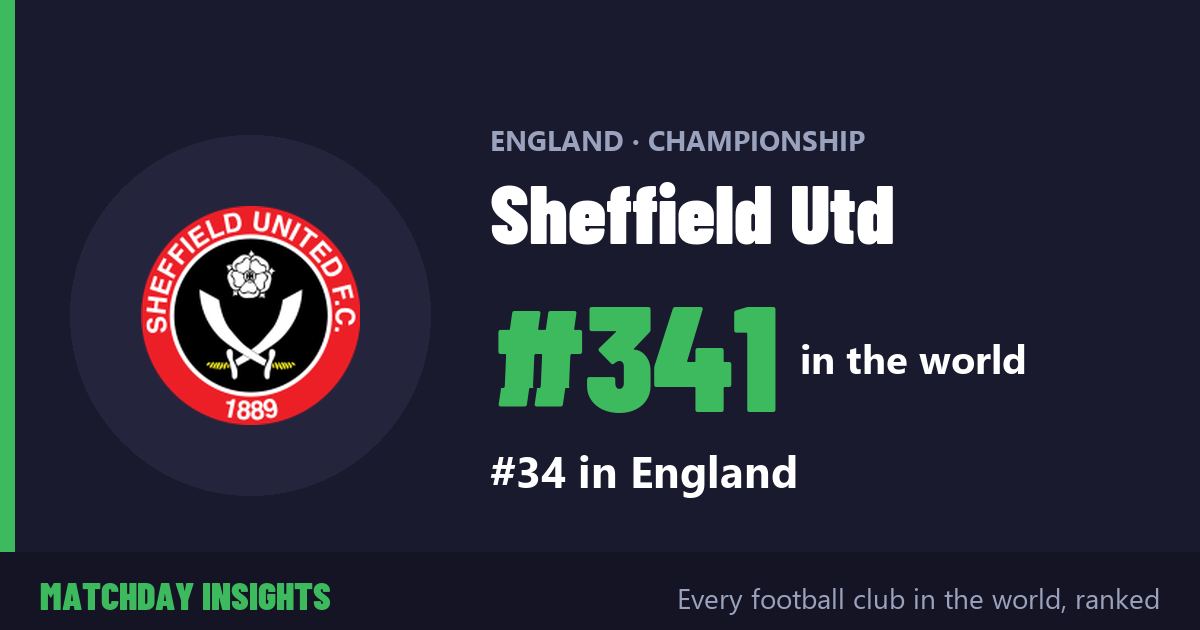 SHEFFIELD UNITED F.C.
1889
ENGLAND · CHAMPIONSHIP
Sheffield Utd
#341 in the world
#34 in England
MATCHDAY INSIGHTS
Every football club in the world, ranked